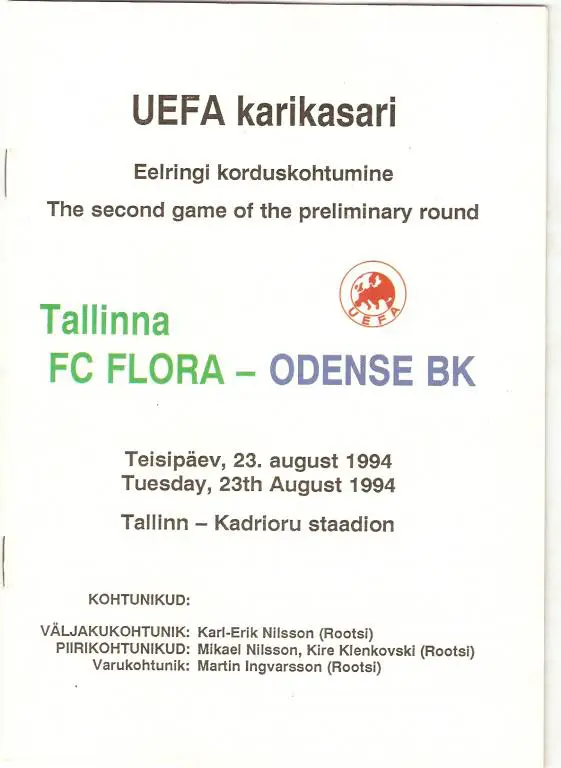 UEFA karikasari
Eelringi korduskohtumine
The second game of the preliminary round
UEFA
Tallinna
FC FLORA – ODENSE BK
Teisipäev, 23. august 1994
Tuesday, 23th August 1994
Tallinn – Kadrioru staadion
KOHTUNIKUD:
VÄLJAKUKOHTUNIK: Karl-Erik Nilsson (Rootsi)
PIIRIKOHTUNIKUD: Mikael Nilsson, Kire Klenkovski (Rootsi)
Varukohtunik: Martin Ingvarsson (Rootsi)